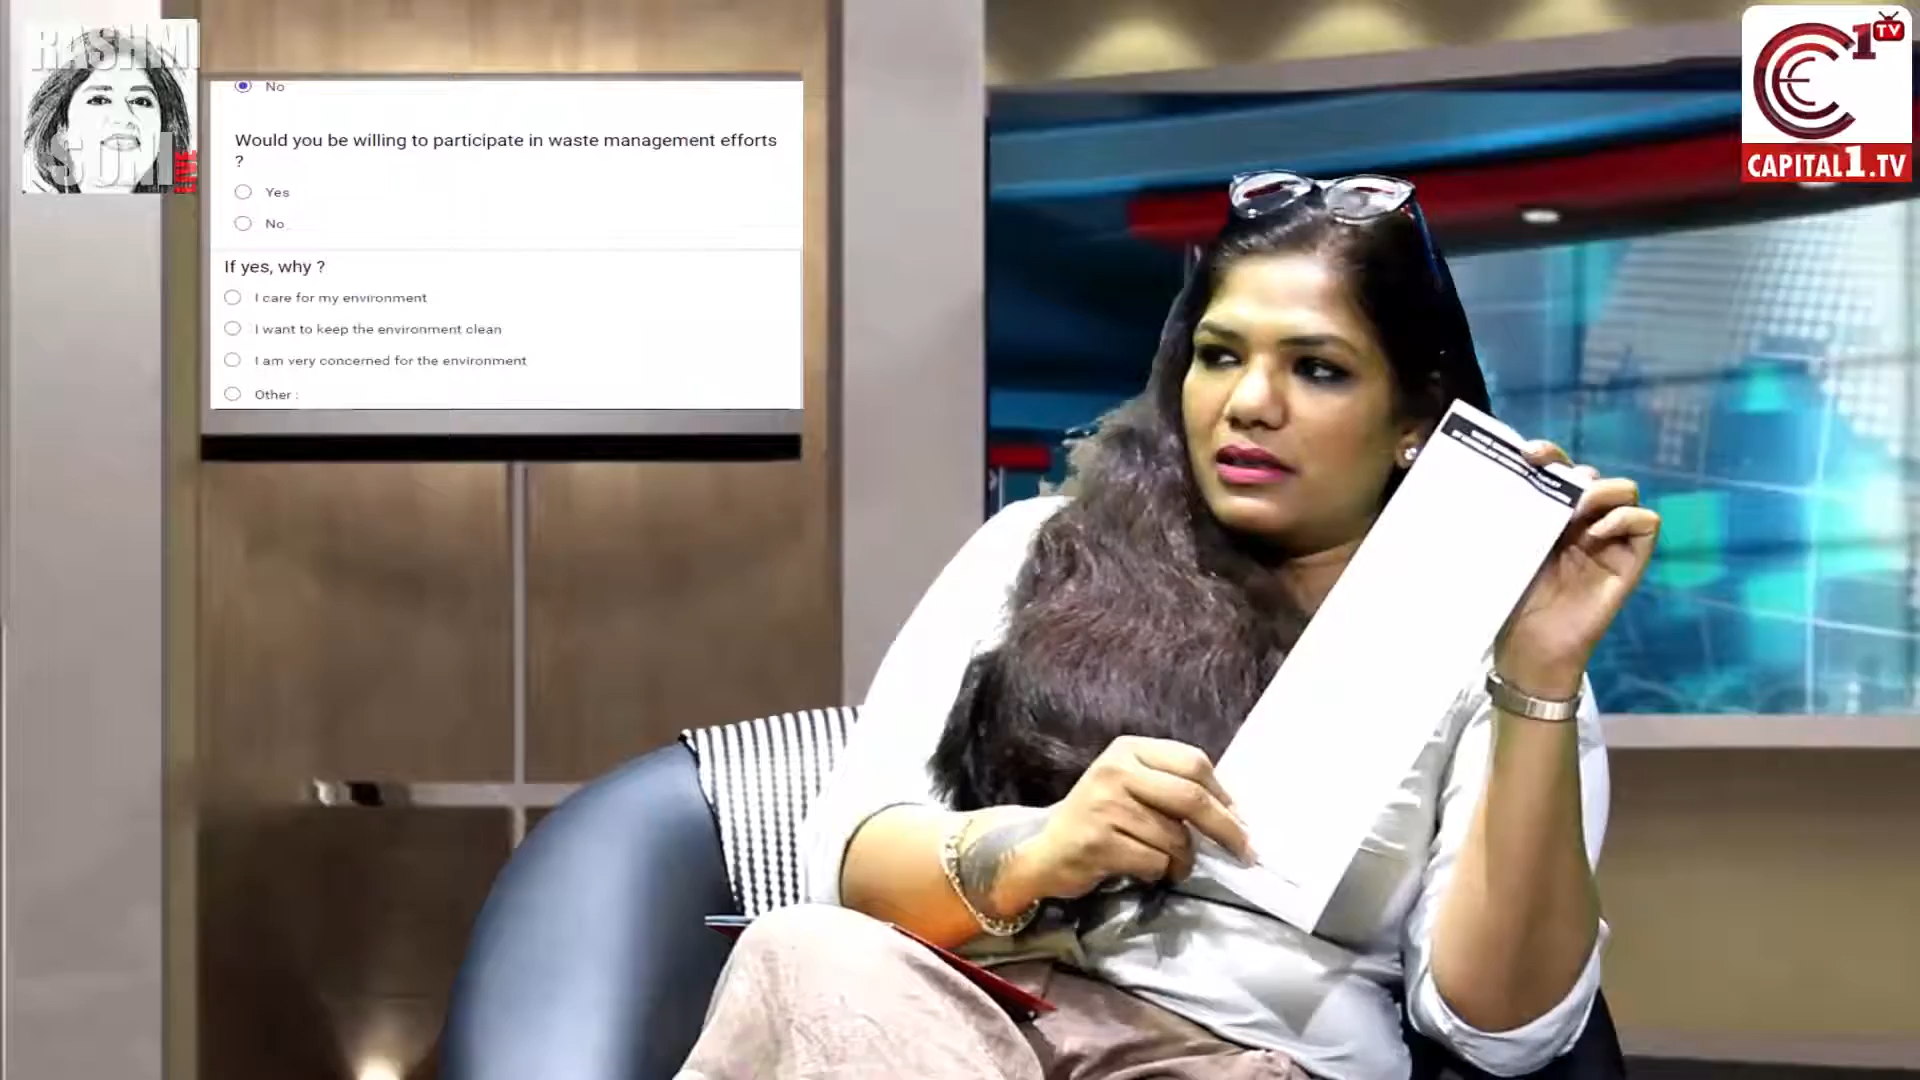 RASHMI
SOM
LIVE
No
Would you be willing to participate in waste management efforts
?
Yes
No
If yes, why ?
I care for my environment
I want to keep the environment clean
I am very concerned for the environment
Other :
1
TV
CAPITAL1.TV